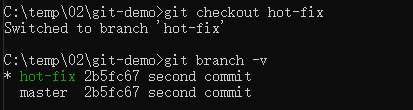 C:\temp\02\git-demo>git checkout hot-fix
Switched to branch 'hot-fix'
C:\temp\02\git-demo>git branch -v
* hot-fix 2b5fc67 second commit
  master  2b5fc67 second commit